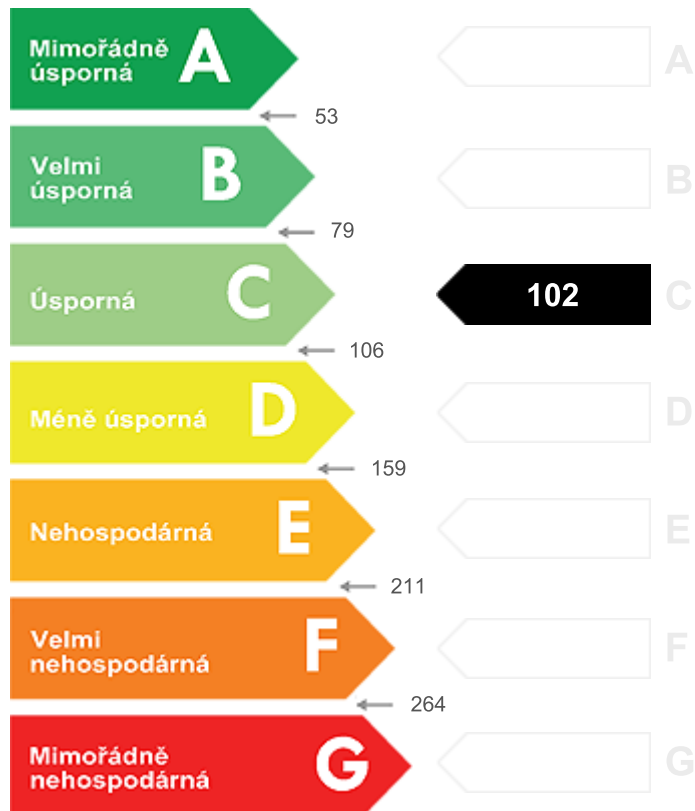 Mimořádně
úsporná
A
A
53
Velmi
úsporná
B
B
79
Úsporná
C
102
C
106
Méně úsporná
D
D
159
Nehospodárná
E
E
211
Velmi
nehospodárná
F
F
264
Mimořádně
nehospodárná
G
G